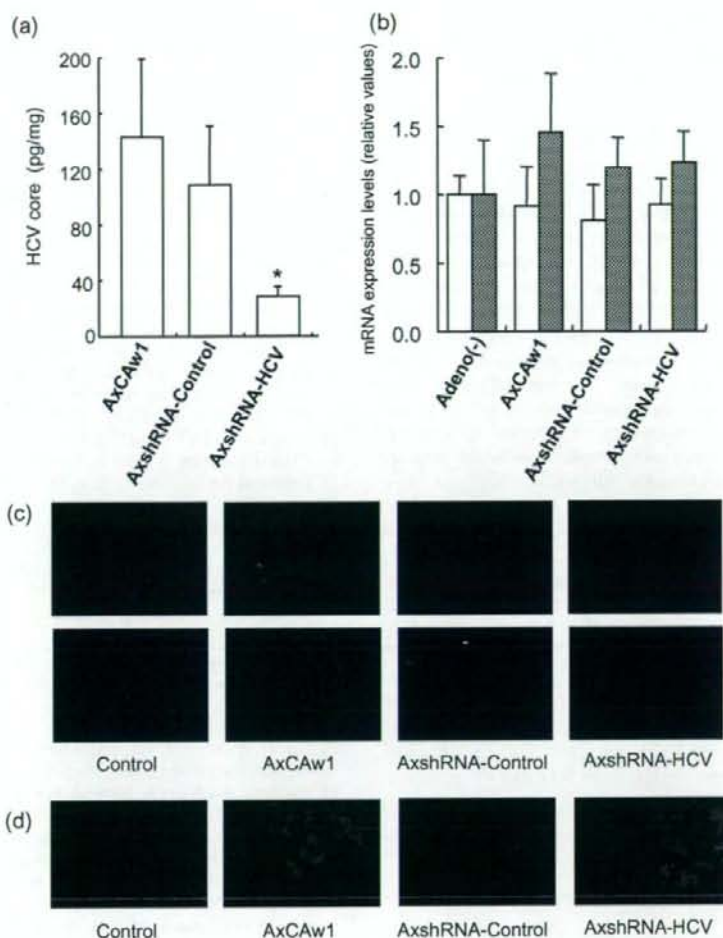 (a)
200
160
120
80
40
0
HCV core (pg/mg)
*
AxCAw1
AxshRNA-Control
AxshRNA-HCV
(b)
2.0
1.5
1.0
0.5
0.0
mRNA expression levels (relative values)
Adeno(-)
AxCAw1
AxshRNA-Control
AxshRNA-HCV
(c)
Control
AxCAw1
AxshRNA-Control
AxshRNA-HCV
(d)
Control
AxCAw1
AxshRNA-Control
AxshRNA-HCV